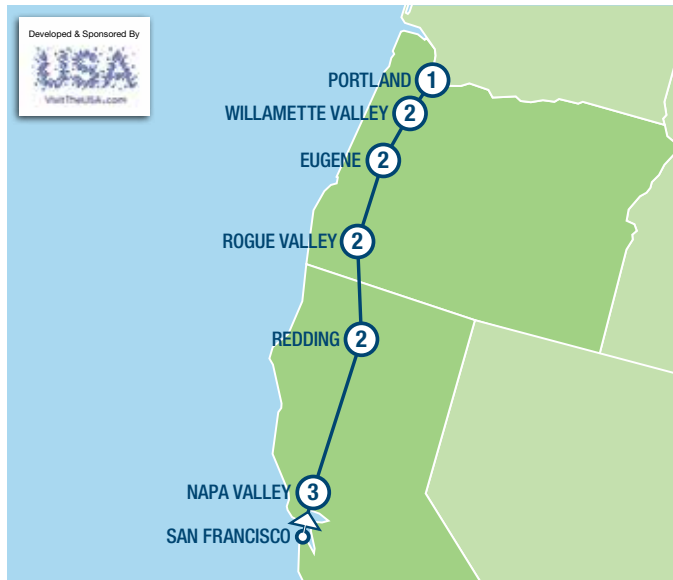 Developed & Sponsored By
USA
VisitTheUSA.com
PORTLAND 1
WILLAMETTE VALLEY 2
EUGENE 2
ROGUE VALLEY 2
REDDING 2
NAPA VALLEY 3
SAN FRANCISCO